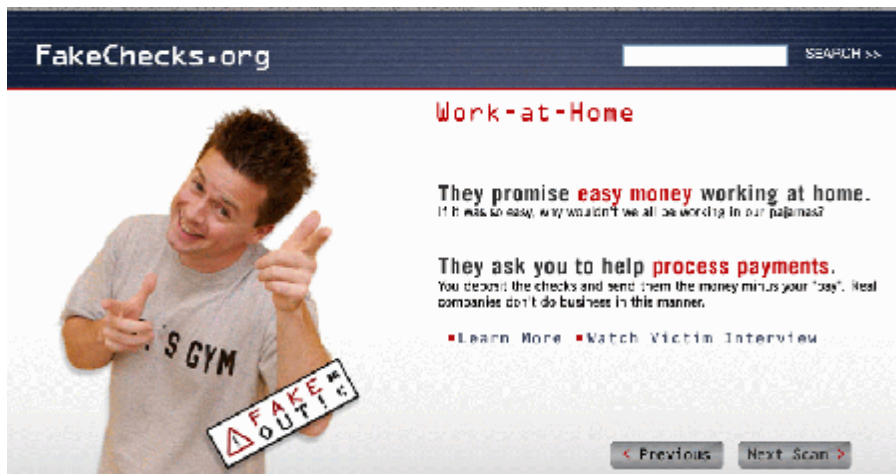 FakeChecks.org
SEARCH >>
Work-at-Home
They promise easy money working at home.
If it was so easy, why wouldn't we all be working in our pajamas?
They ask you to help process payments.
You deposit the checks and send them the money minus your "pay". Real
companies don't do business in this manner.
Learn More Watch Victim Interview
'S GYM
FAKE
OUT!
< Previous Next Scam >